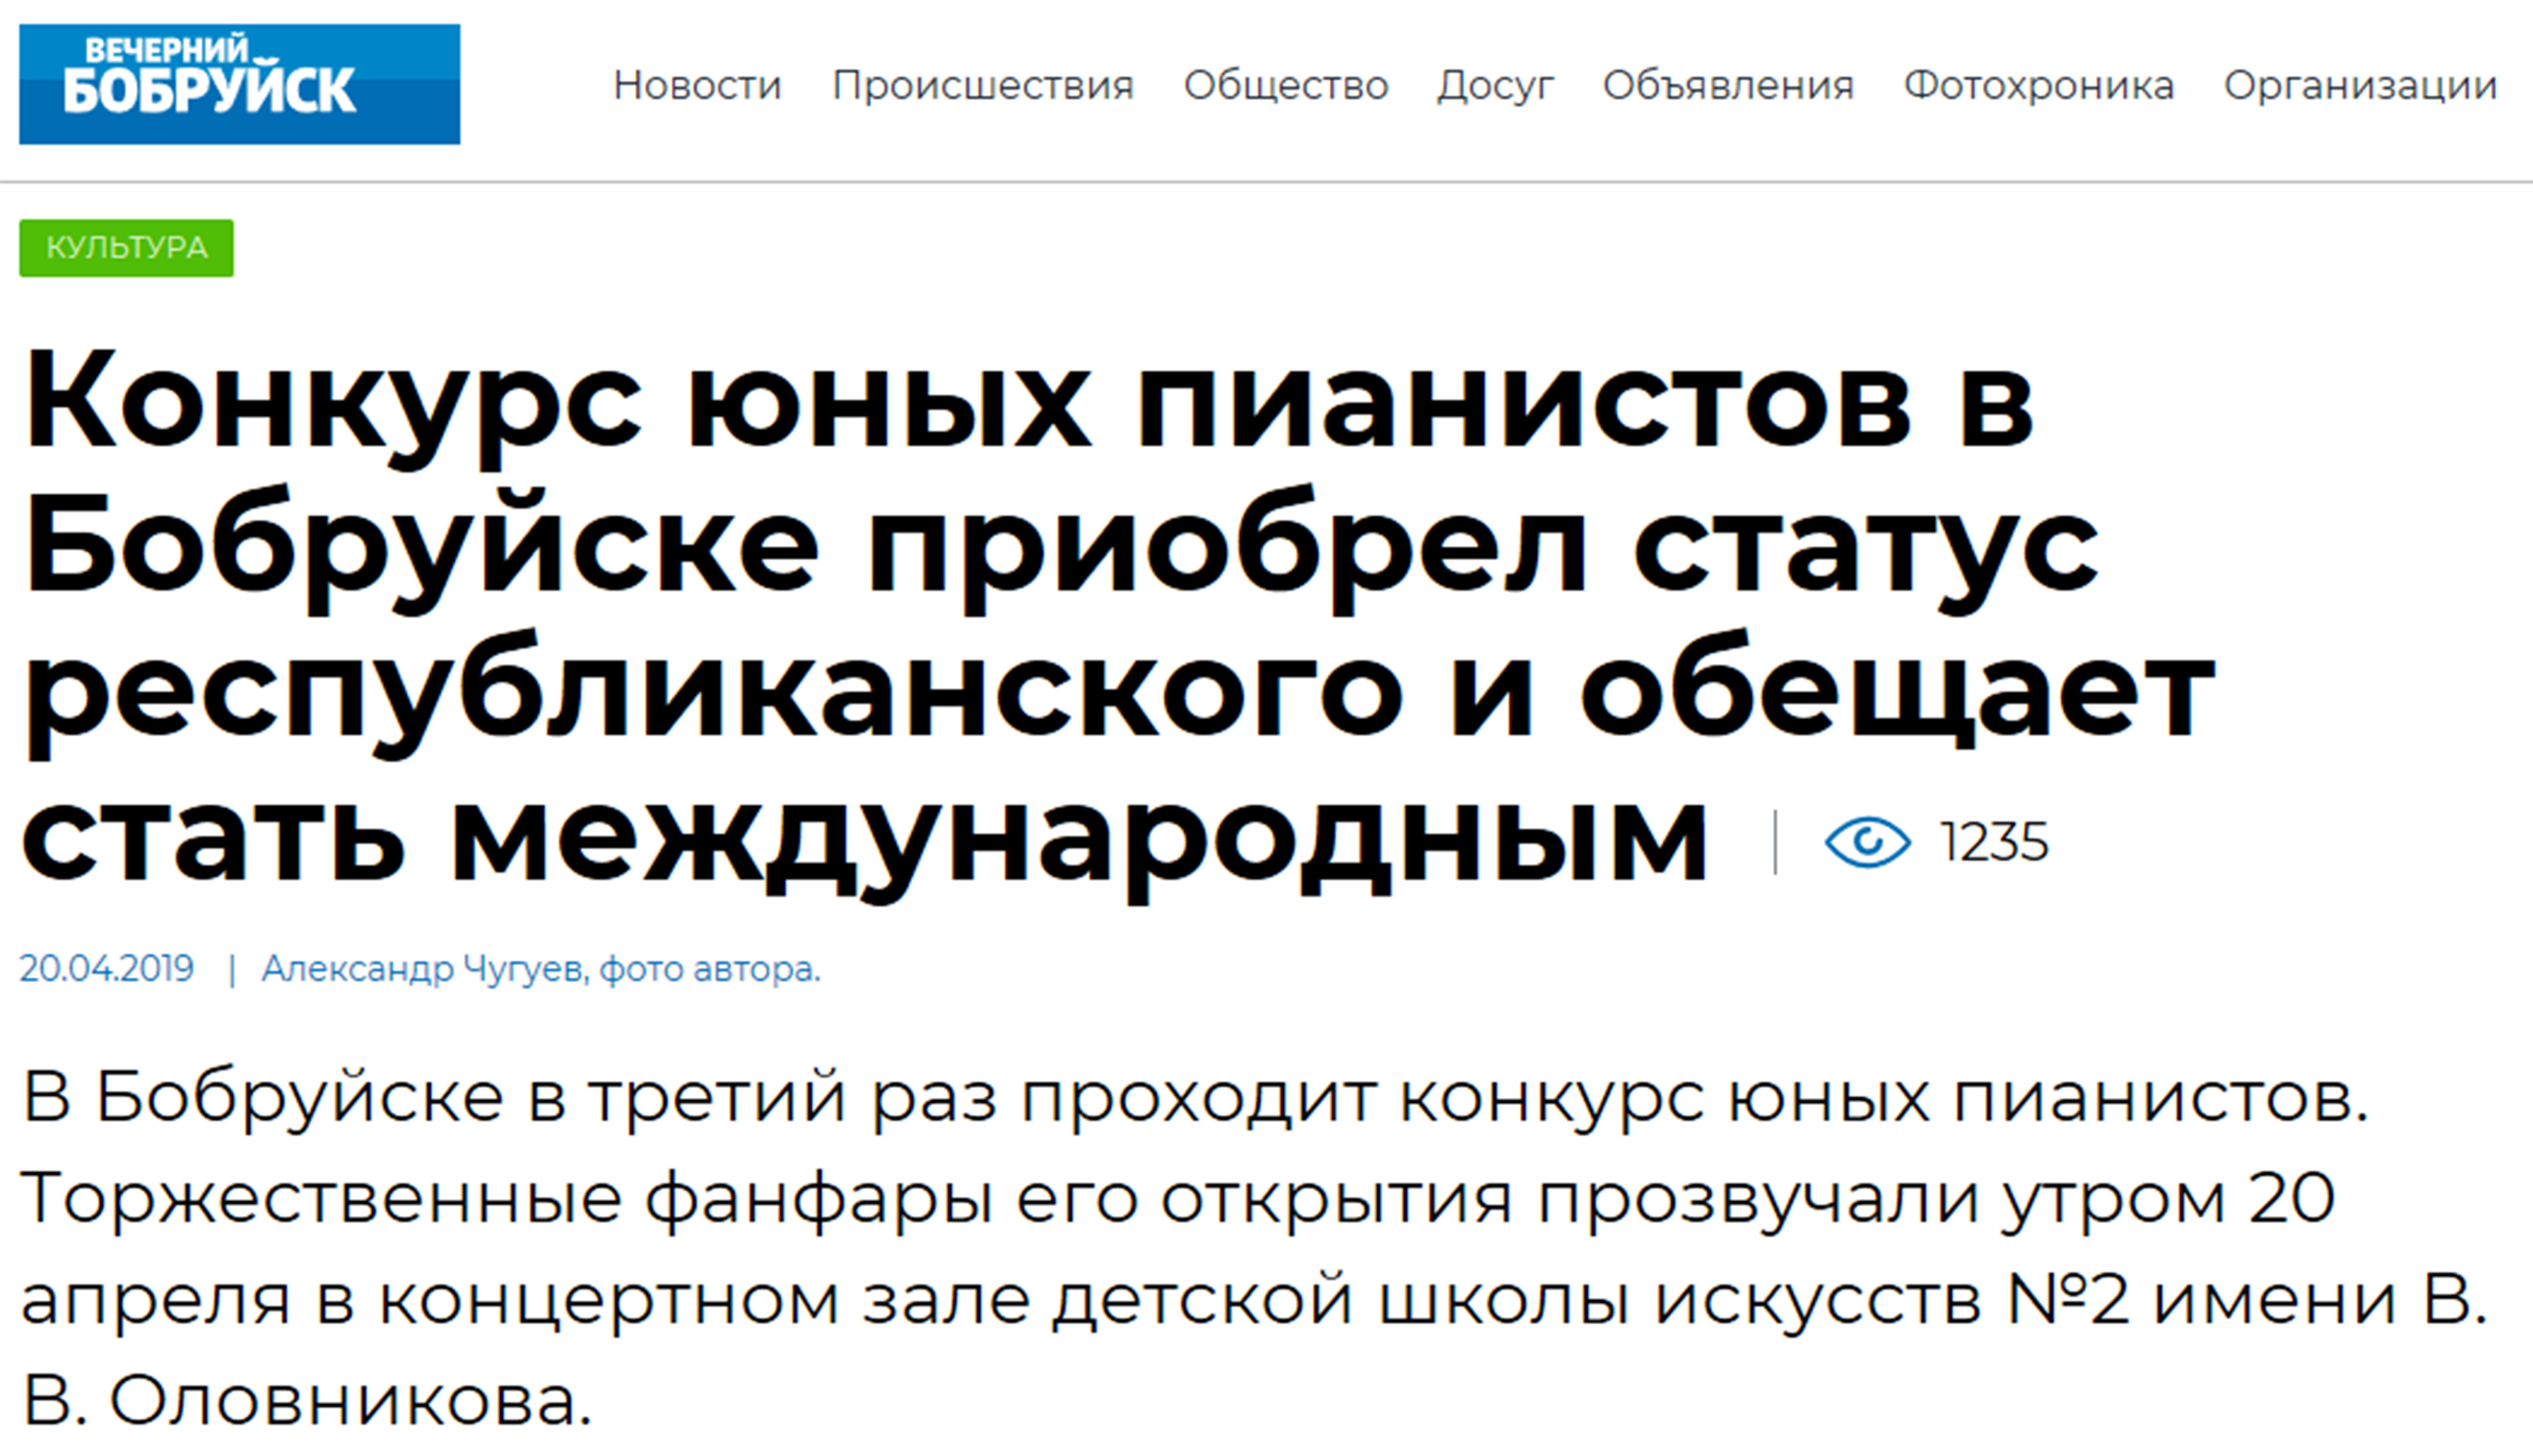 ВЕЧЕРНИЙ
БОБРУЙСК
Новости Происшествия Общество Досуг Объявления Фотохроника Организации
КУЛЬТУРА
Конкурс юных пианистов в
Бобруйске приобрел статус
республиканского и обещает
стать международным | 1235
20.04.2019 | Александр Чугуев, фото автора.
В Бобруйске в третий раз проходит конкурс юных пианистов.
Торжественные фанфары его открытия прозвучали утром 20
апреля в концертном зале детской школы искусств №2 имени В.
В. Оловникова.